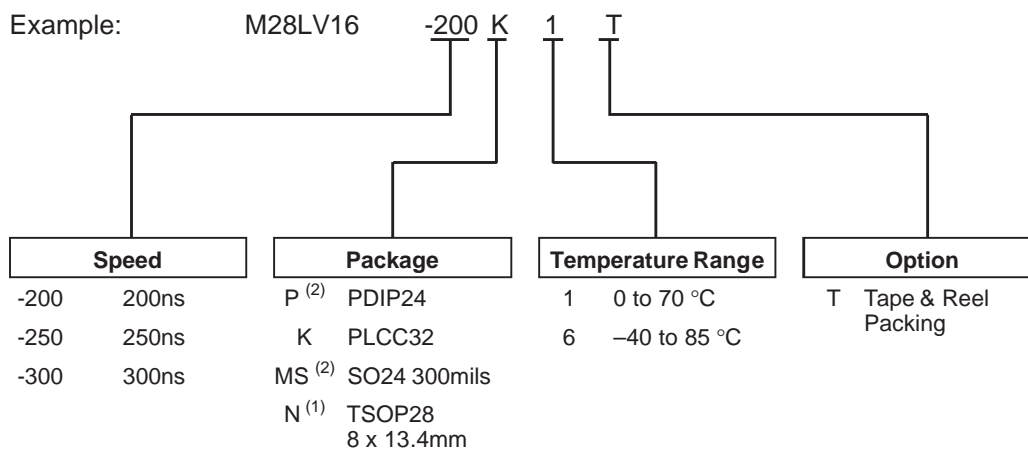 Example: M28LV16 -200 K 1 T
Speed
-200 200ns
-250 250ns
-300 300ns
Package
P (2) PDIP24
K PLCC32
MS (2) SO24 300mils
N (1) TSOP28
8 x 13.4mm
Temperature Range
1 0 to 70 °C
6 –40 to 85 °C
Option
T Tape & Reel
Packing